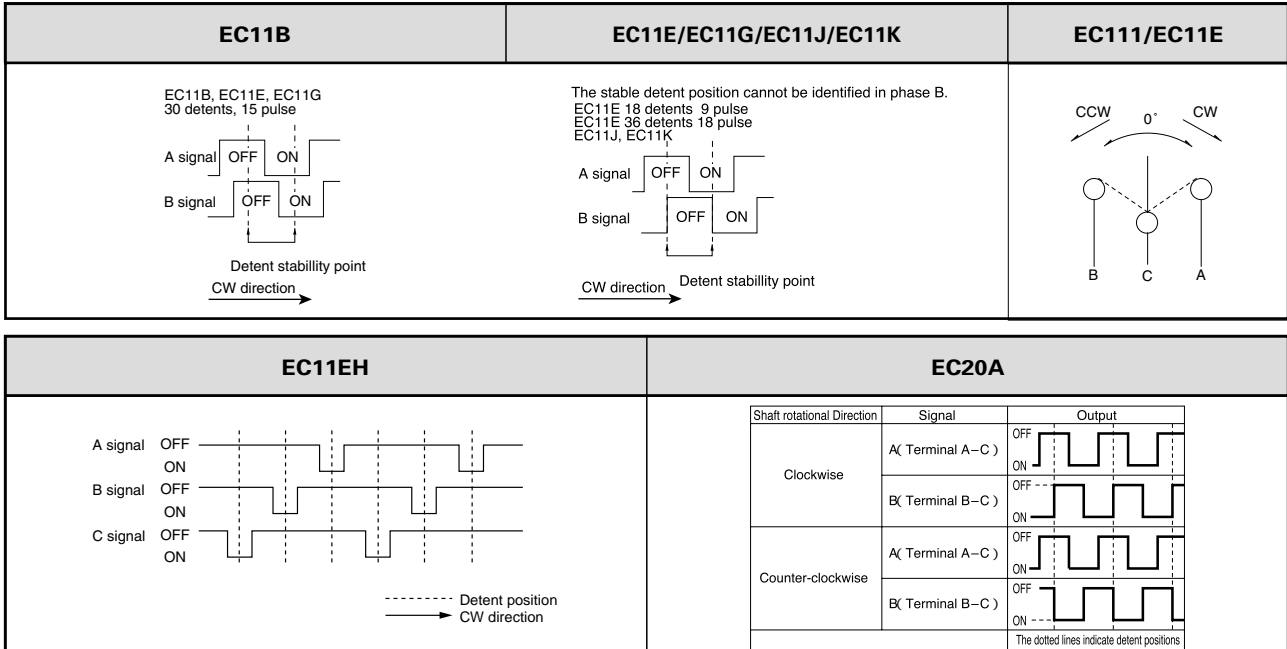 EC11B
EC11E/EC11G/EC11J/EC11K
EC111/EC11E
EC11B, EC11E, EC11G
30 detents, 15 pulse
A signal OFF ON
B signal OFF ON
Detent stabillity point
CW direction
The stable detent position cannot be identified in phase B.
EC11E 18 detents 9 pulse
EC11E 36 detents 18 pulse
EC11J, EC11K
A signal OFF ON
B signal OFF ON
Detent stabillity point
CW direction
CCW 0° CW
B C A
EC11EH
EC20A
A signal OFF
ON
B signal OFF
ON
C signal OFF
ON
Detent position
CW direction
Shaft rotational Direction Signal Output
Clockwise
A( Terminal A–C )
OFF
ON
B( Terminal B–C )
OFF
ON
Counter-clockwise
A( Terminal A–C )
OFF
ON
B( Terminal B–C )
OFF
ON
The dotted lines indicate detent positions